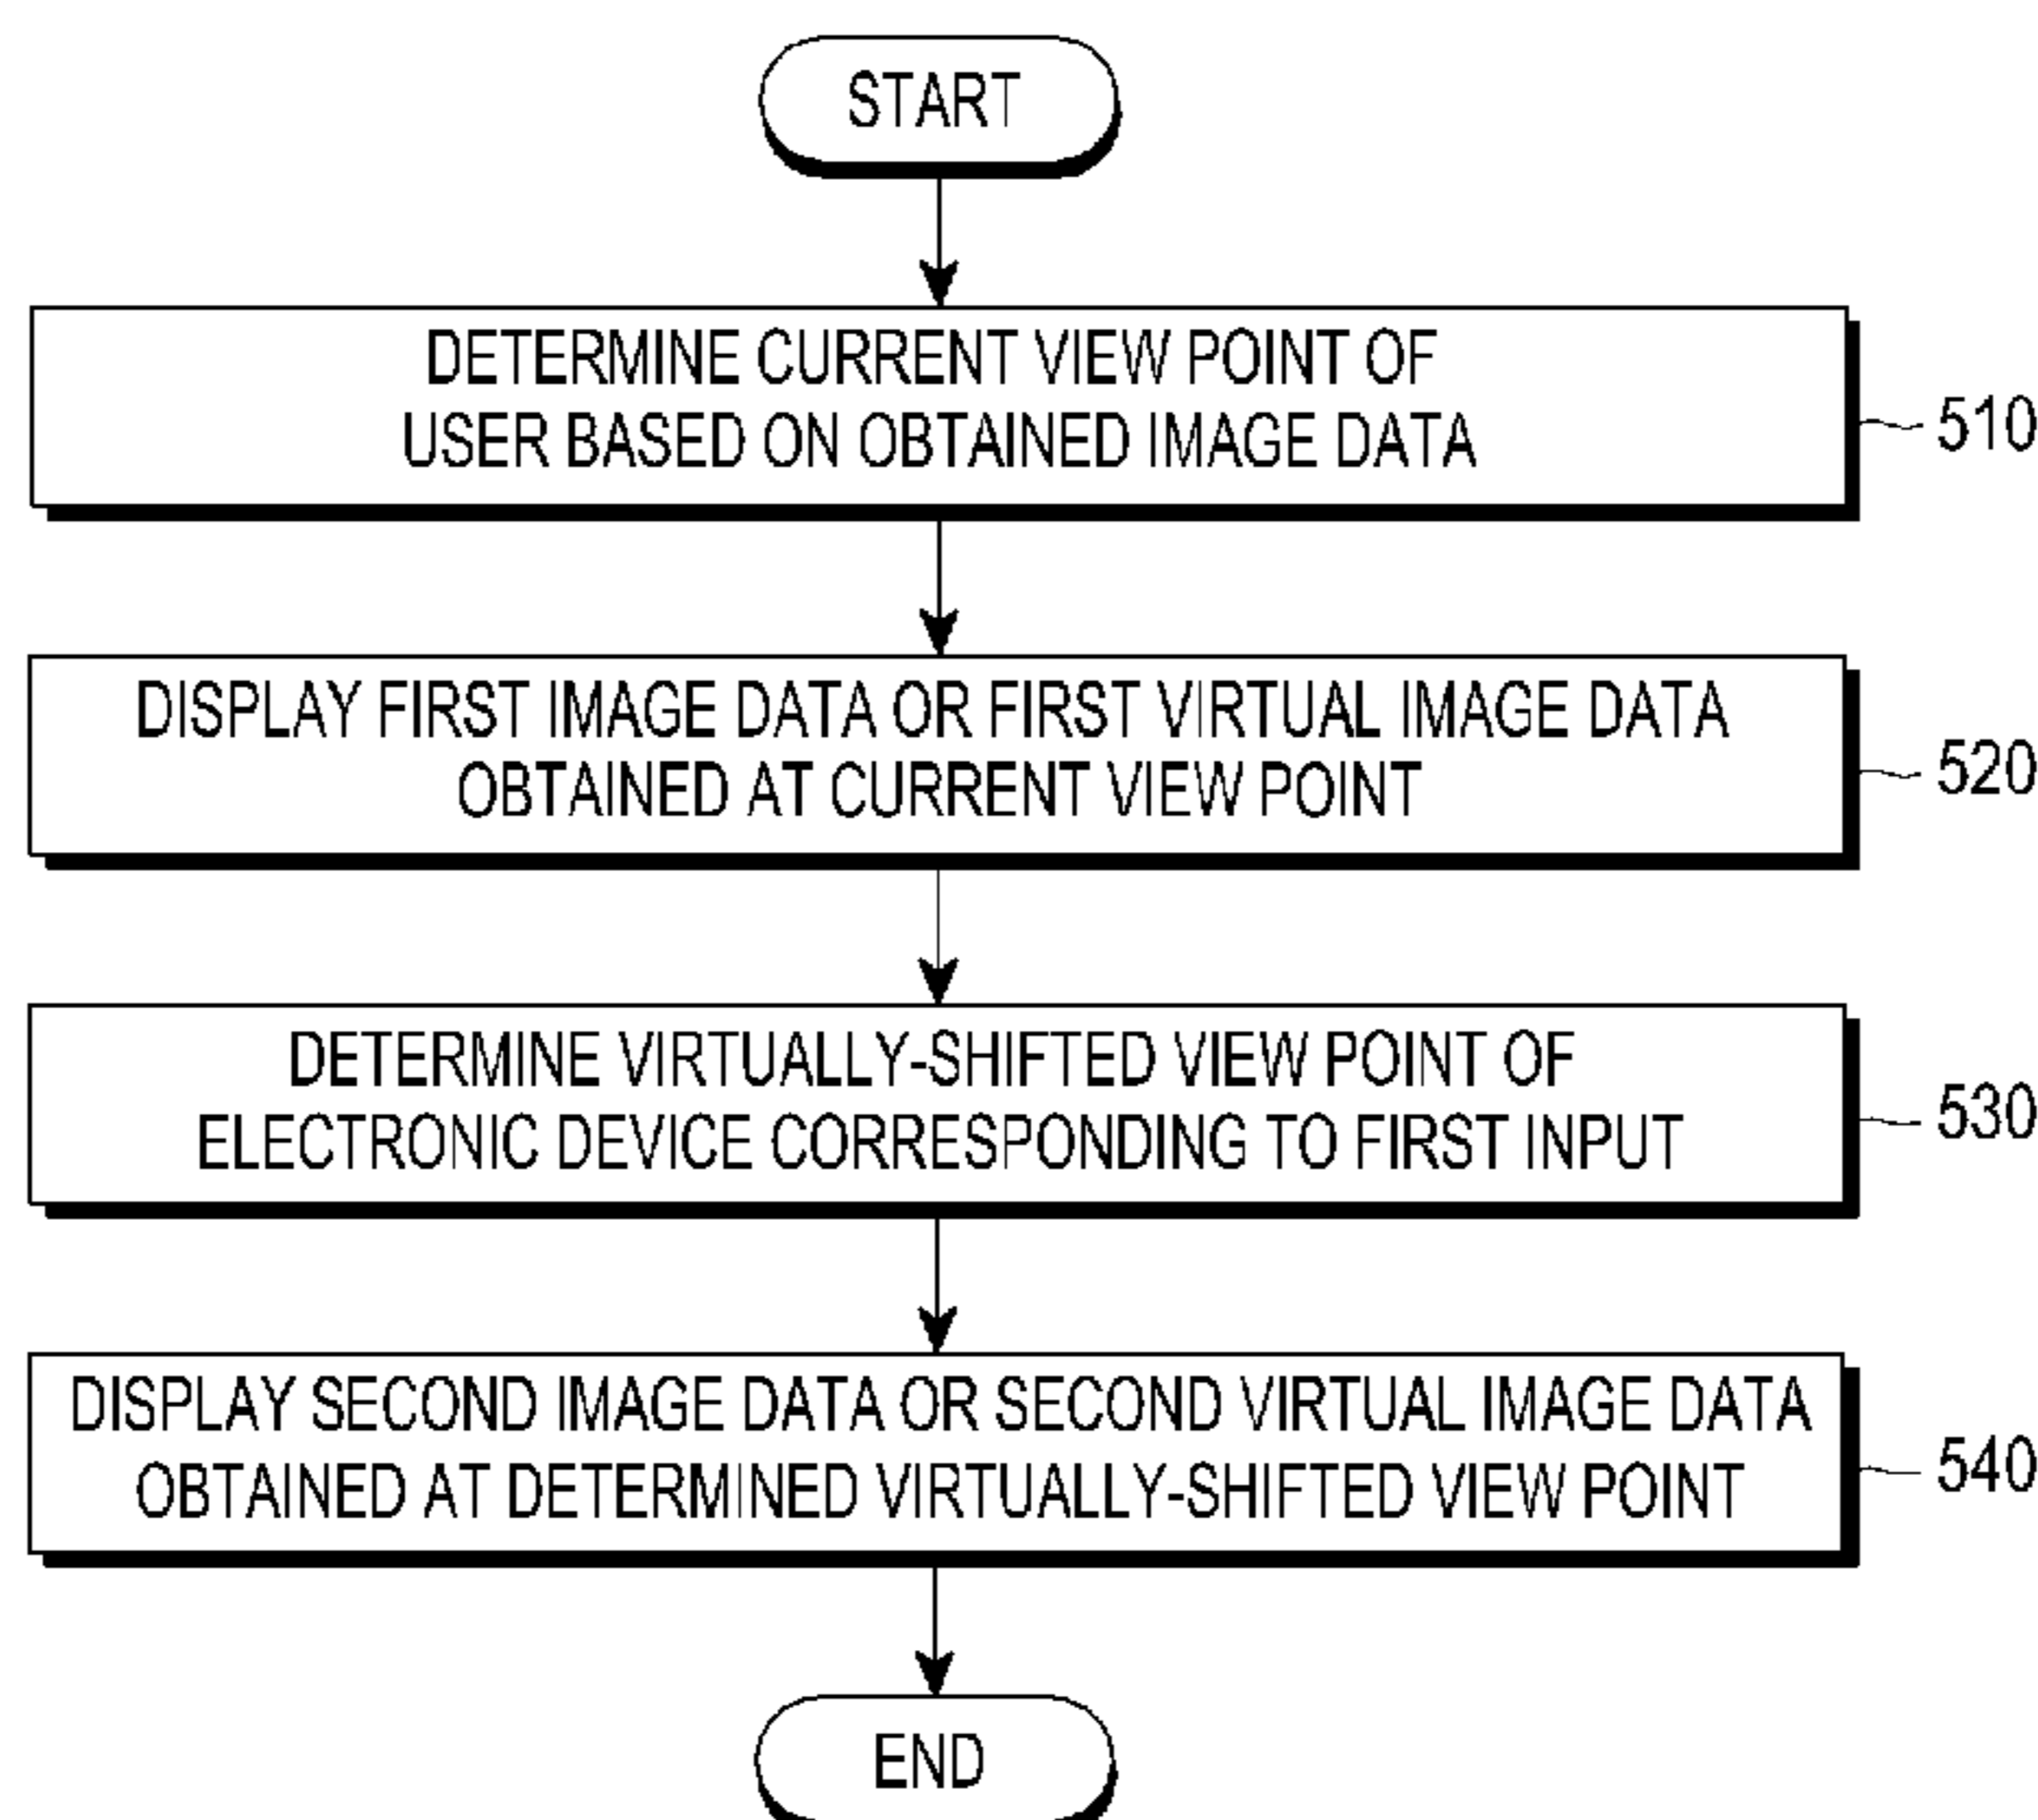 START
DETERMINE CURRENT VIEW POINT OF
USER BASED ON OBTAINED IMAGE DATA
510
DISPLAY FIRST IMAGE DATA OR FIRST VIRTUAL IMAGE DATA
OBTAINED AT CURRENT VIEW POINT
520
DETERMINE VIRTUALLY-SHIFTED VIEW POINT OF
ELECTRONIC DEVICE CORRESPONDING TO FIRST INPUT
530
DISPLAY SECOND IMAGE DATA OR SECOND VIRTUAL IMAGE DATA
OBTAINED AT DETERMINED VIRTUALLY-SHIFTED VIEW POINT
540
END